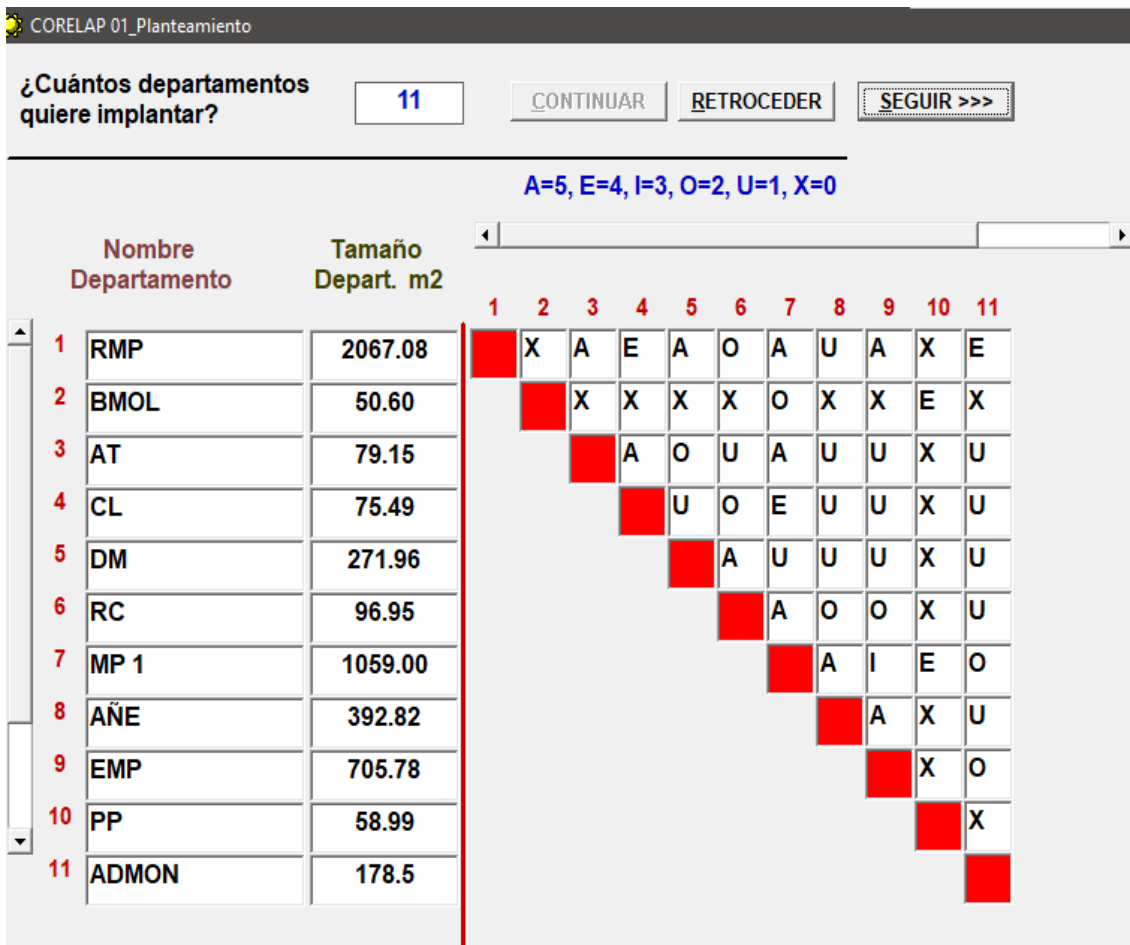 CORELAP 01_Planteamiento
¿Cuántos departamentos quiere implantar? 11 CONTINUAR RETROCEDER SEGUIR >>>
A=5, E=4, I=3, O=2, U=1, X=0
Nombre Departamento Tamaño Depart. m2
1 2 3 4 5 6 7 8 9 10 11
1 RMP 2067.08 X A E A O A U A X E
2 BMOL 50.60 X X X X O X X E X
3 AT 79.15 A O U A U U X U
4 CL 75.49 U O E U U X U
5 DM 271.96 A U U U X U
6 RC 96.95 A O O X U
7 MP 1 1059.00 A I E O
8 AÑE 392.82 A X U
9 EMP 705.78 X O
10 PP 58.99 X
11 ADMON 178.5